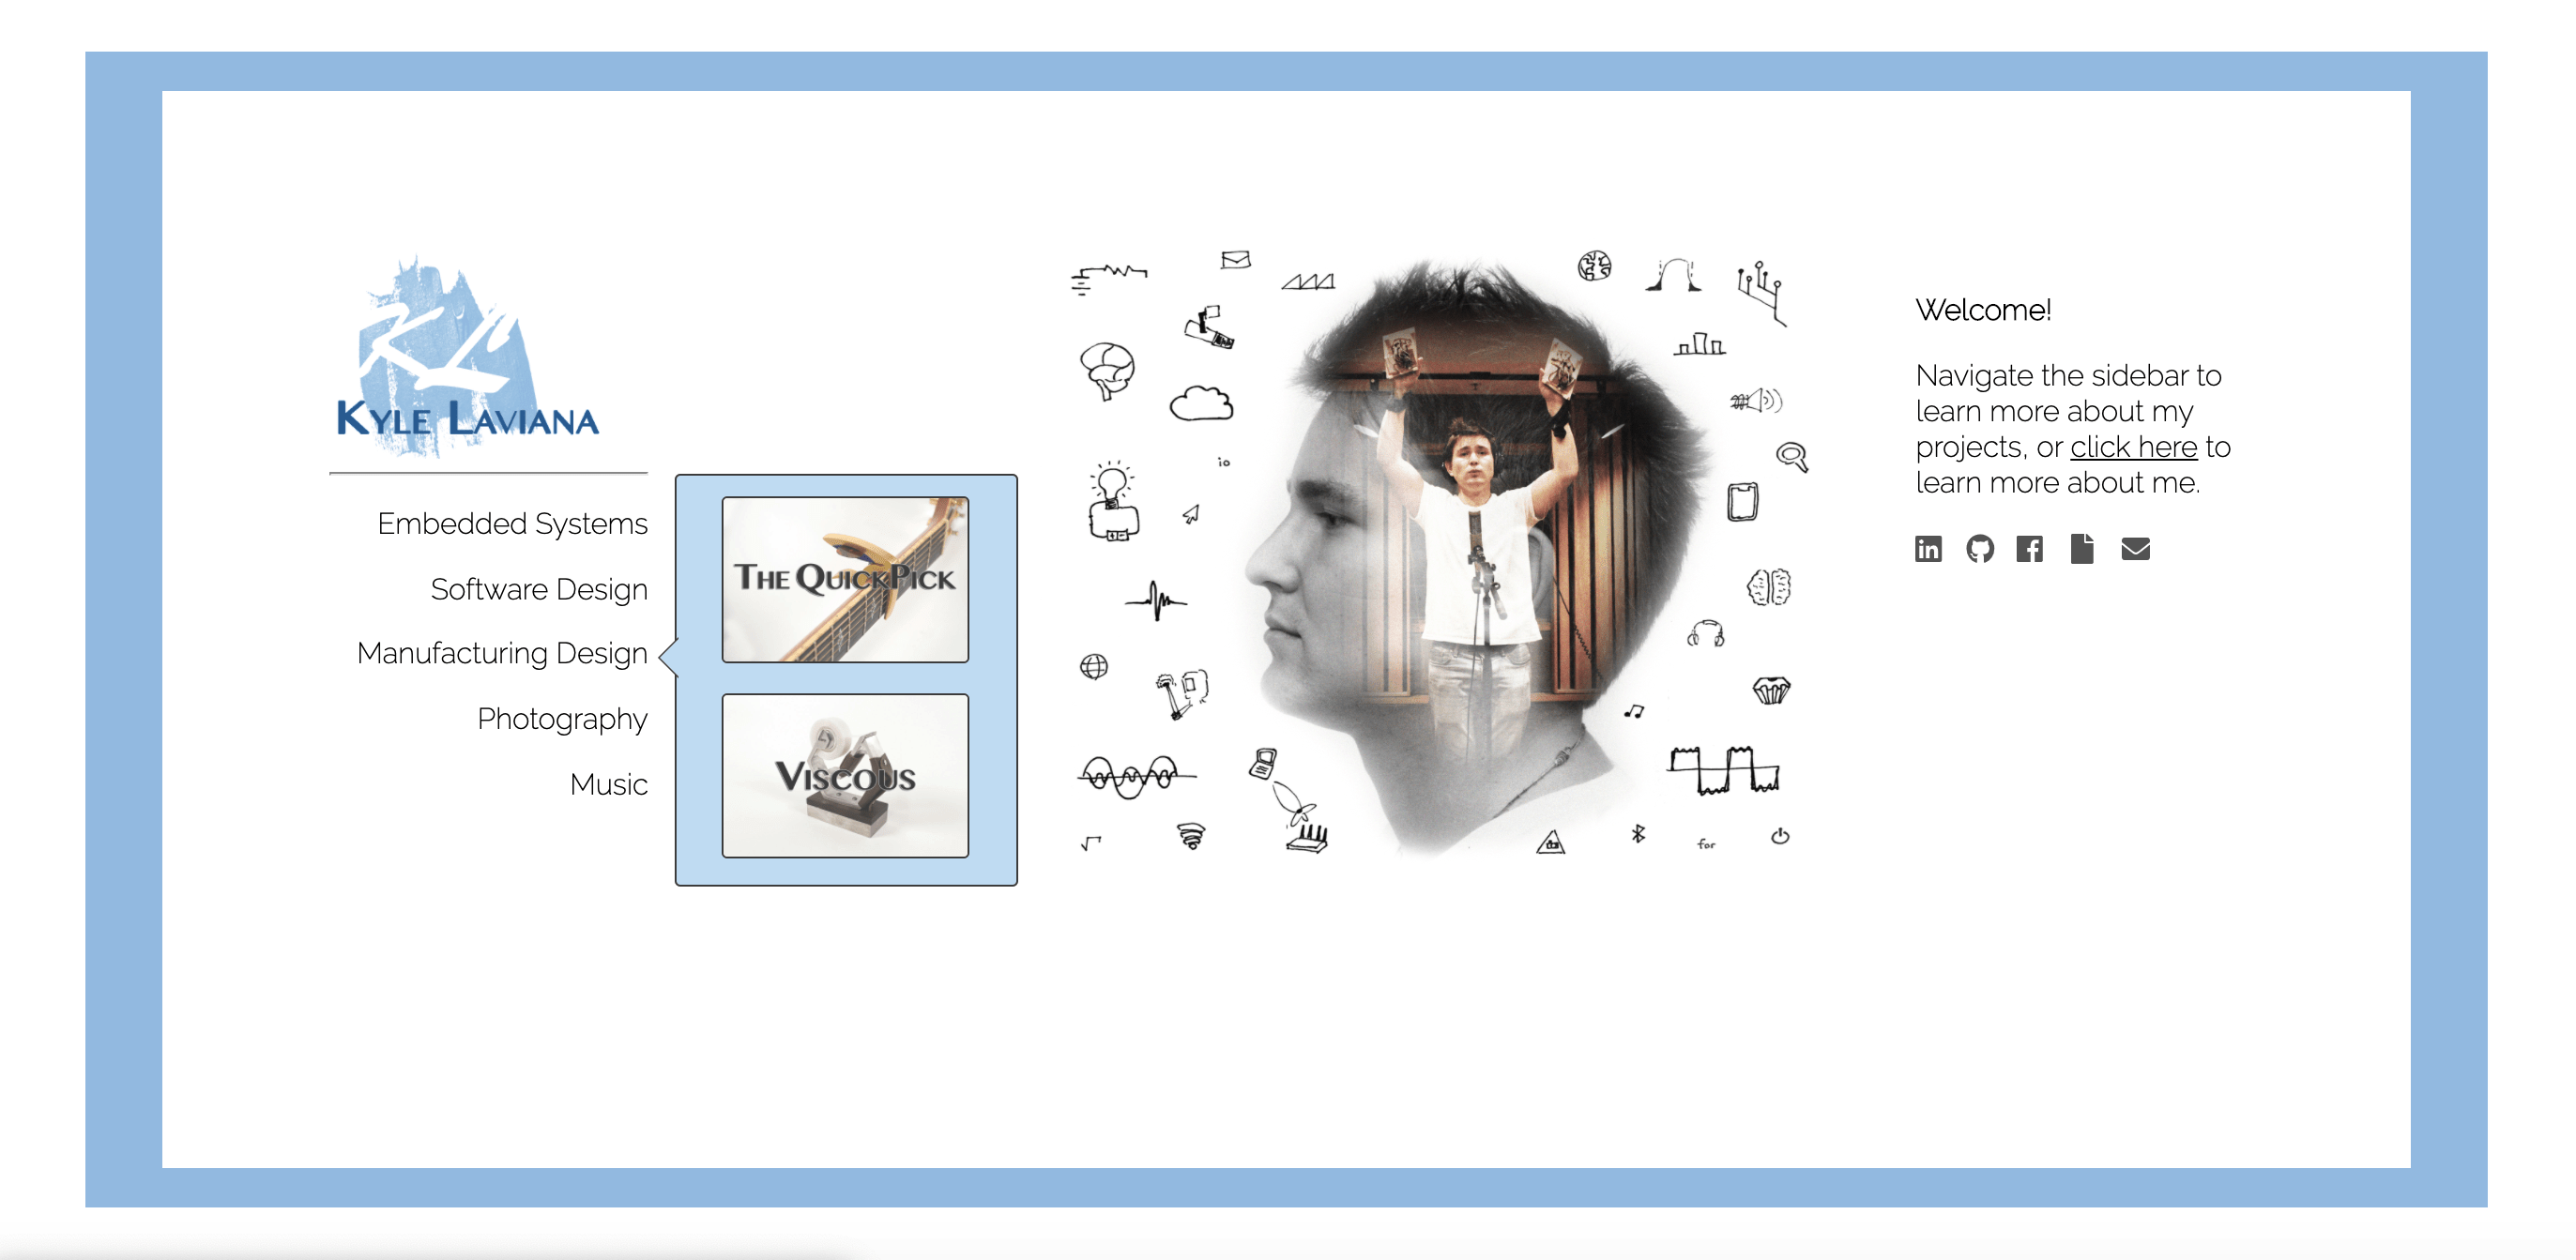 KL
KYLE LAVIANA
Embedded Systems
Software Design
Manufacturing Design
Photography
Music
THE QUICKPICK
VISCOUS
io
for
Welcome!
Navigate the sidebar to
learn more about my
projects, or click here to
learn more about me.
in